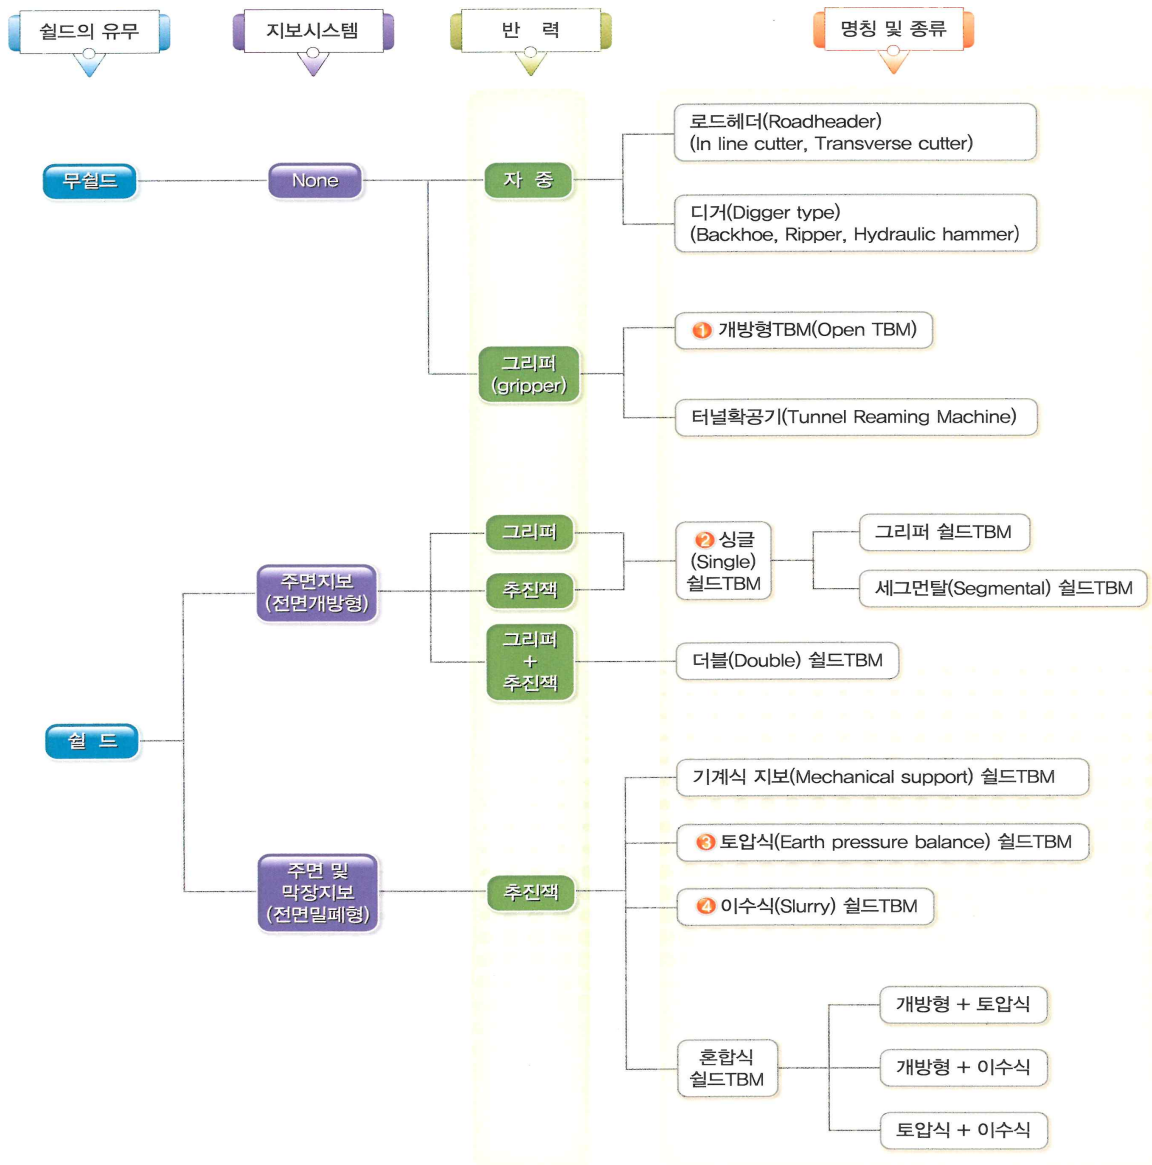 쉴드의 유무
지보시스템
반 력
명칭 및 종류
무쉴드
None
자 중
로드헤더(Roadheader)
(In line cutter, Transverse cutter)
디거(Digger type)
(Backhoe, Ripper, Hydraulic hammer)
그리퍼
(gripper)
1 개방형TBM(Open TBM)
터널확공기(Tunnel Reaming Machine)
쉴 드
주면지보
(전면개방형)
그리퍼
추진잭
2 싱글
(Single)
쉴드TBM
그리퍼 쉴드TBM
세그먼탈(Segmental) 쉴드TBM
그리퍼
+
추진잭
더블(Double) 쉴드TBM
주면 및
막장지보
(전면밀폐형)
추진잭
기계식 지보(Mechanical support) 쉴드TBM
3 토압식(Earth pressure balance) 쉴드TBM
4 이수식(Slurry) 쉴드TBM
혼합식
쉴드TBM
개방형 + 토압식
개방형 + 이수식
토압식 + 이수식